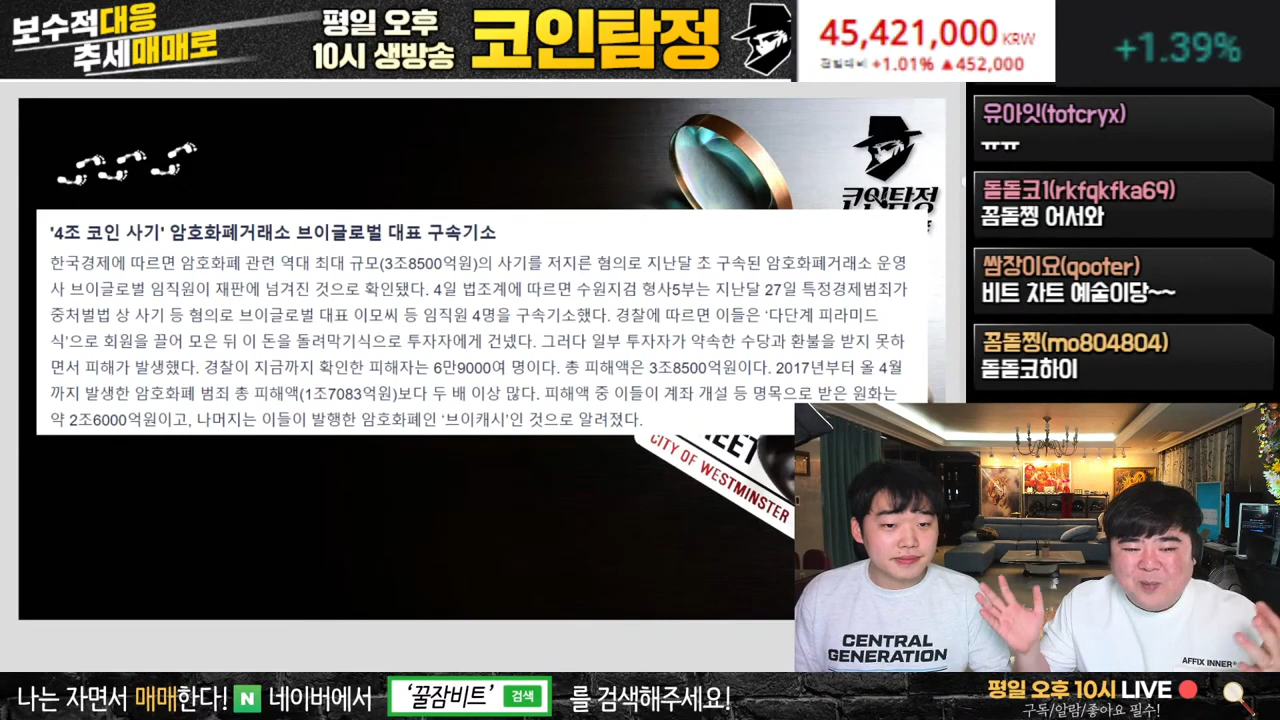 보수적대응
추세매매로
평일 오후
10시 생방송
코인탐정
45,421,000 KRW
전일대비 +1.01% ▲452,000
+1.39%
유아잇(totcryx)
ㅠㅠ
돌돌코1(rkfqkfka69)
꼼돌찡 어서와
쌈장이요(qooter)
비트 차트 예술이당~~
꼼돌찡(mo804804)
돌돌코하이
코인탐정
'4조 코인 사기' 암호화폐거래소 브이글로벌 대표 구속기소
한국경제에 따르면 암호화폐 관련 역대 최대 규모(3조8500억원)의 사기를 저지른 혐의로 지난달 초 구속된 암호화폐거래소 운영
사 브이글로벌 임직원이 재판에 넘겨진 것으로 확인됐다. 4일 법조계에 따르면 수원지검 형사5부는 지난달 27일 특정경제범죄가
중처벌법 상 사기 등 혐의로 브이글로벌 대표 이모씨 등 임직원 4명을 구속기소했다. 경찰에 따르면 이들은 '다단계 피라미드
식'으로 회원을 끌어 모은 뒤 이 돈을 돌려막기식으로 투자자에게 건넸다. 그러다 일부 투자자가 약속한 수당과 환불을 받지 못하
면서 피해가 발생했다. 경찰이 지금까지 확인한 피해자는 6만9000여 명이다. 총 피해액은 3조8500억원이다. 2017년부터 올 4월
까지 발생한 암호화폐 범죄 총 피해액(1조7083억원)보다 두 배 이상 많다. 피해액 중 이들이 계좌 개설 등 명목으로 받은 원화는
약 2조6000억원이고, 나머지는 이들이 발행한 암호화폐인 '브이캐시'인 것으로 알려졌다.
CITY OF WESTMINSTER
CENTRAL
GENERATION
AFFIX INNER
나는 자면서 매매한다! N 네이버에서 '꿀잠비트' 검색 를 검색해주세요!
평일 오후 10시 LIVE
구독/알람/좋아요 필수!